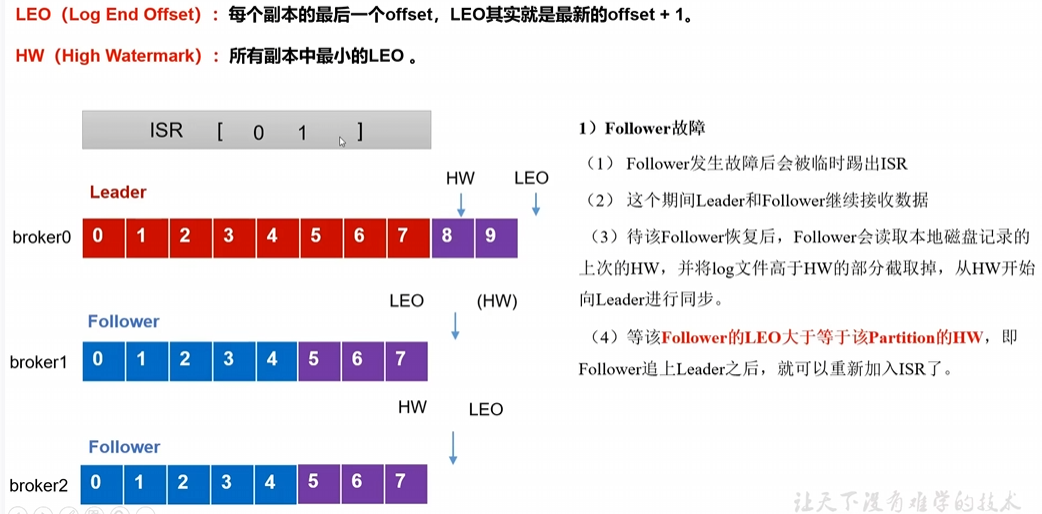 LEO（Log End Offset）：每个副本的最后一个offset，LEO其实就是最新的offset + 1。
HW（High Watermark）：所有副本中最小的LEO 。
ISR [ 0 1 ]
HW LEO
Leader
broker0 0 1 2 3 4 5 6 7 8 9
LEO (HW)
Follower
broker1 0 1 2 3 4 5 6 7
HW LEO
Follower
broker2 0 1 2 3 4 5 6 7
1）Follower故障
（1） Follower发生故障后会被临时踢出ISR
（2） 这个期间Leader和Follower继续接收数据
（3）待该Follower恢复后，Follower会读取本地磁盘记录的
上次的HW，并将log文件高于HW的部分截取掉，从HW开始
向Leader进行同步。
（4）等该Follower的LEO大于等于该Partition的HW，即
Follower追上Leader之后，就可以重新加入ISR了。
让天下没有难学的技术